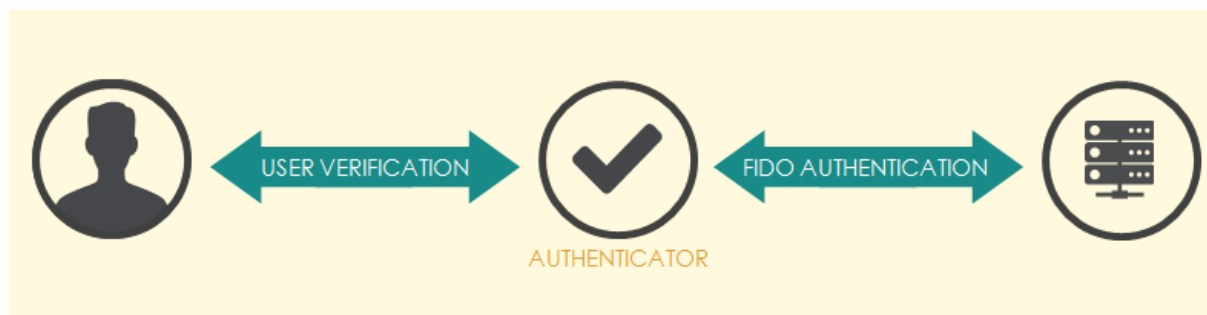 USER VERIFICATION
FIDO AUTHENTICATION
AUTHENTICATOR